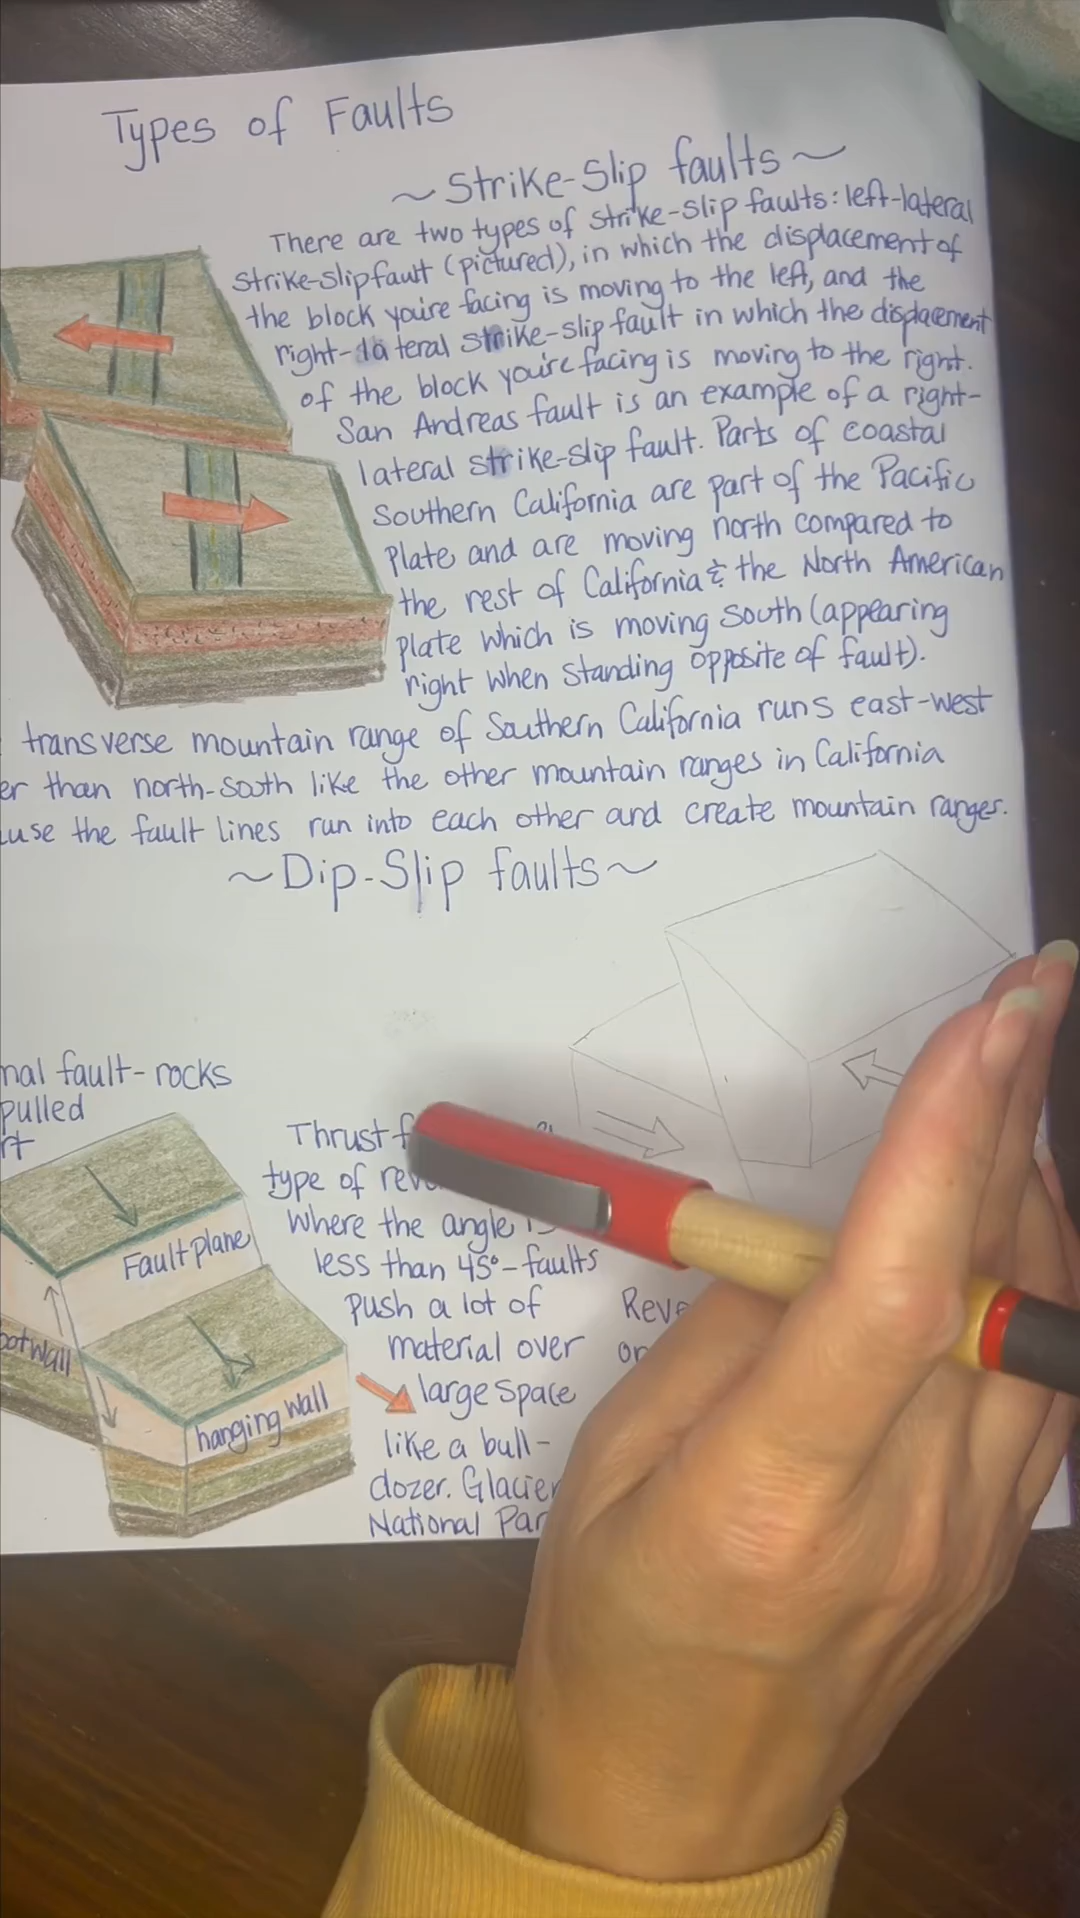 Types of Faults
~Strike-Slip faults~
There are two types of strike-slip faults: left-lateral
strike-slip fault (pictured), in which the displacement of
the block you're facing is moving to the left, and the
right-lateral strike-slip fault in which the displacement
of the block you're facing is moving to the right.
San Andreas fault is an example of a right-
lateral strike-slip fault. Parts of coastal
Southern California are part of the Pacific
plate and are moving north compared to
the rest of California & the North American
plate which is moving south (appearing
right when standing opposite of fault).
transverse mountain range of Southern California runs east-west
er than north-south like the other mountain ranges in California
use the fault lines run into each other and create mountain ranges.
~Dip-Slip faults~
nal fault- rocks
pulled
rt
Fault plane
ootwall
hanging wall
Thrust f
type of rev
where the angle is
less than 45°-faults
push a lot of
material over
large space
like a bull-
dozer. Glacier
National Par
Reve
or